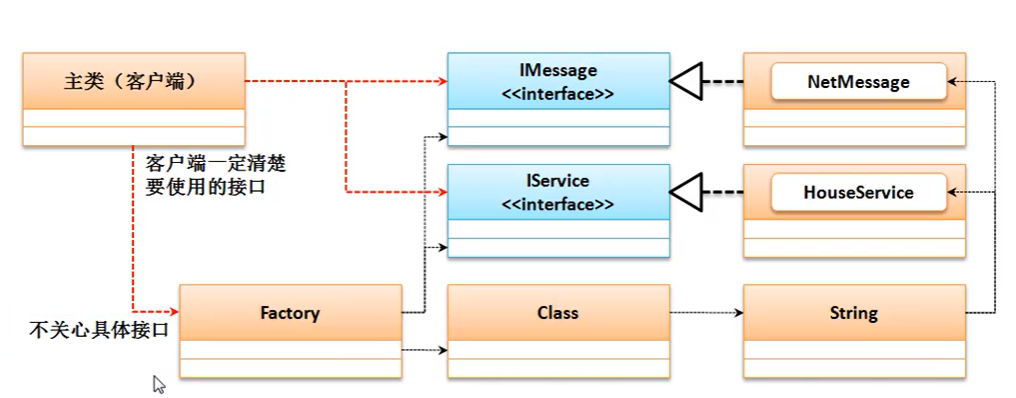 主类（客户端）
IMessage
<<interface>>
NetMessage
客户端一定清楚
要使用的接口
IService
<<interface>>
HouseService
不关心具体接口
Factory
Class
String